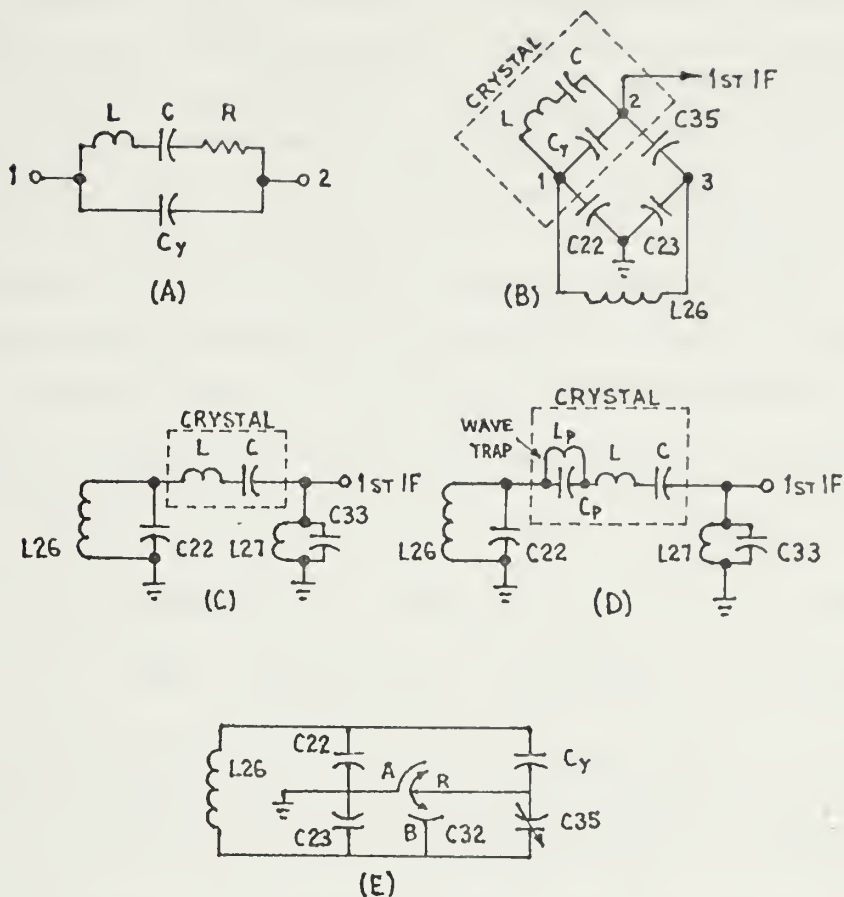 L C R
1 2
Cy
(A)
CRYSTAL
C
L
Cy
2
1ST IF
C35
1
3
C22 C23
L26
(B)
CRYSTAL
L C
1ST IF
L26
C22
L27
C33
(C)
CRYSTAL
WAVE
TRAP
Lp
L C
Cp
1ST IF
L26
C22
L27
C33
(D)
L26
C22
C23
A
R
B
C32
Cy
C35
(E)